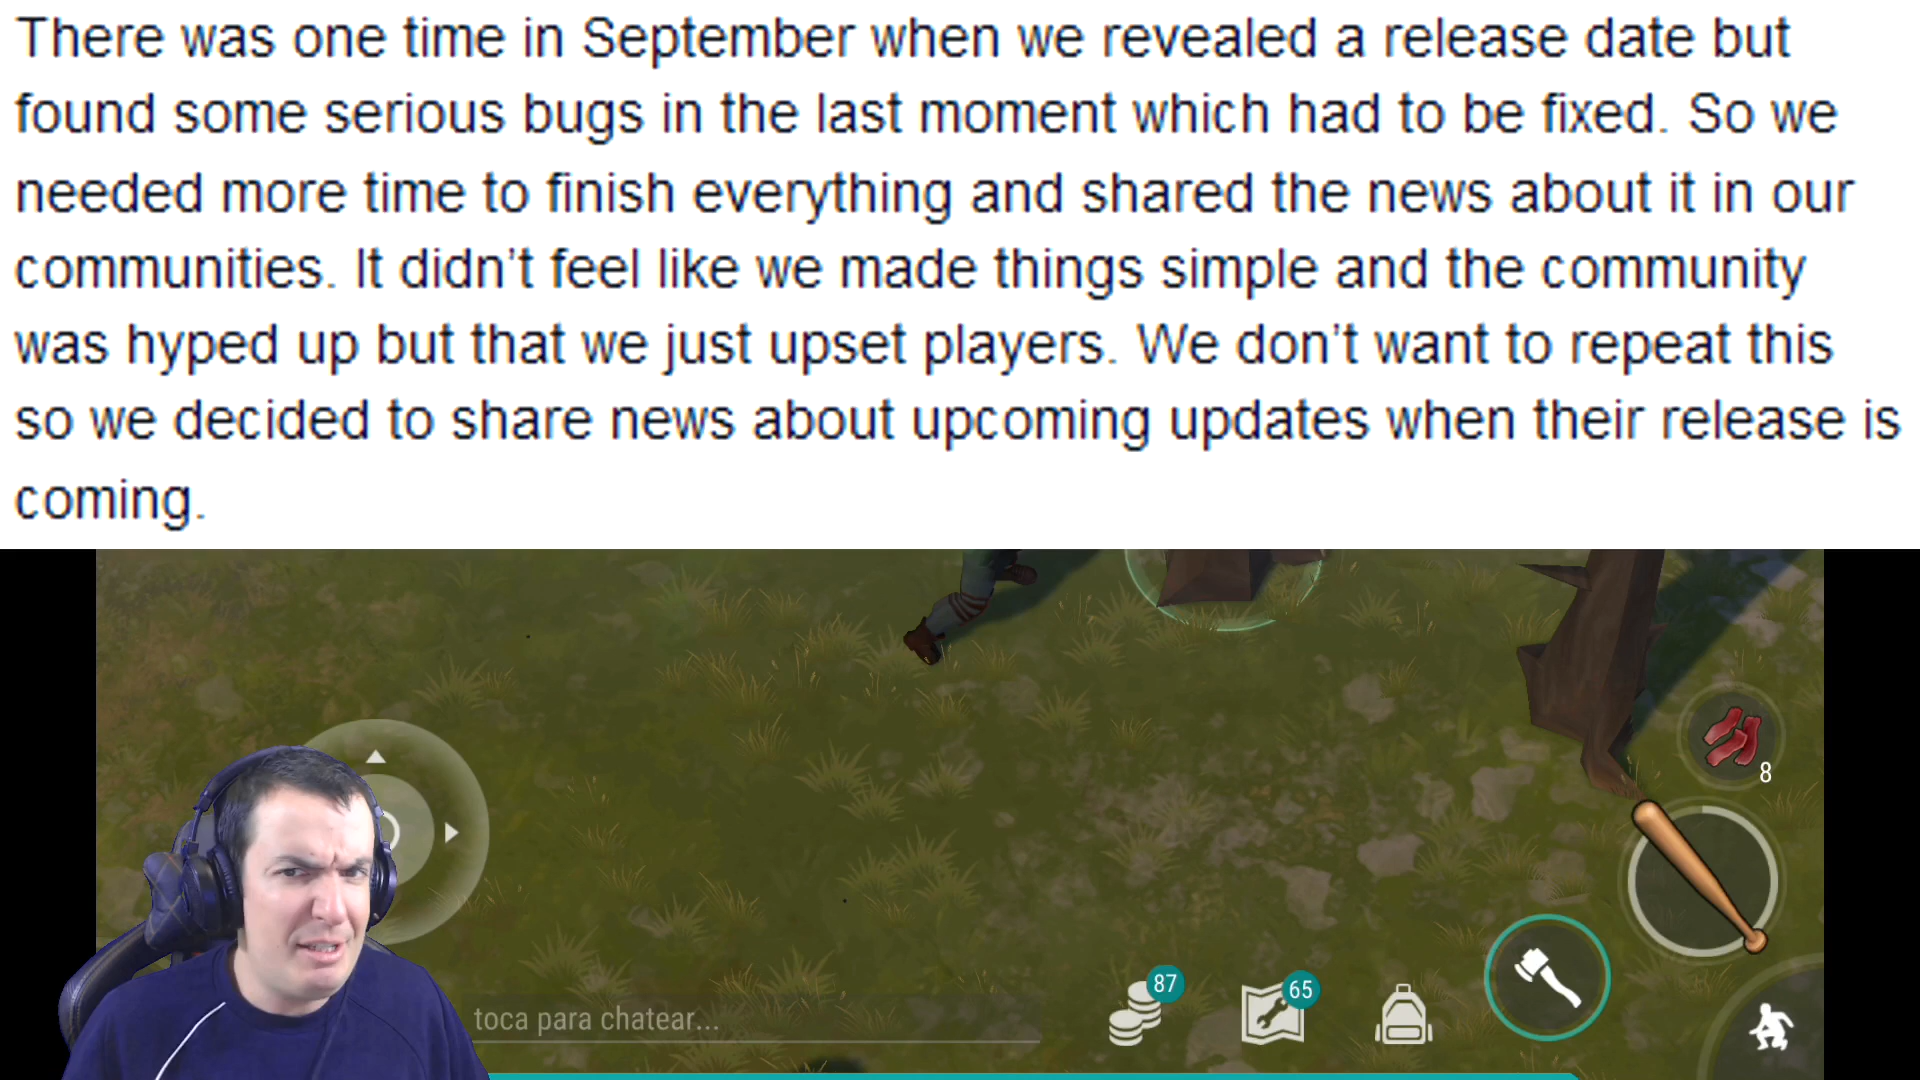 There was one time in September when we revealed a release date but
found some serious bugs in the last moment which had to be fixed. So we
needed more time to finish everything and shared the news about it in our
communities. It didn’t feel like we made things simple and the community
was hyped up but that we just upset players. We don’t want to repeat this
so we decided to share news about upcoming updates when their release is
coming.
8
87
65
toca para chatear...